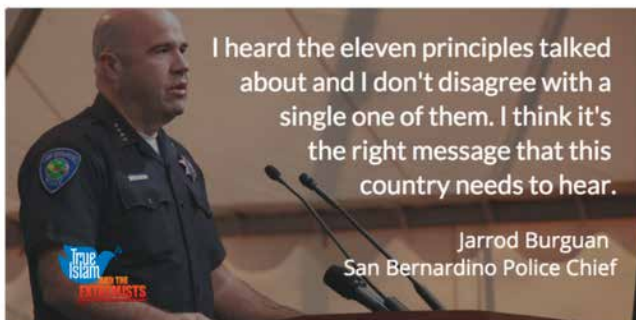 I heard the eleven principles talked
about and I don't disagree with a
single one of them. I think it's
the right message that this
country needs to hear.
Jarrod Burguan
San Bernardino Police Chief
True
Islam
AND THE
EXTREMISTS